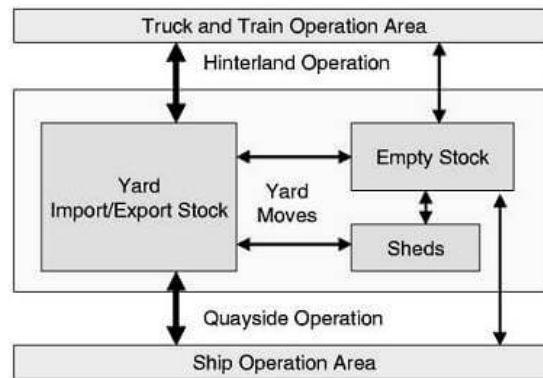 Truck and Train Operation Area
Hinterland Operation
Yard
Import/Export Stock
Empty Stock
Yard
Moves
Sheds
Quayside Operation
Ship Operation Area